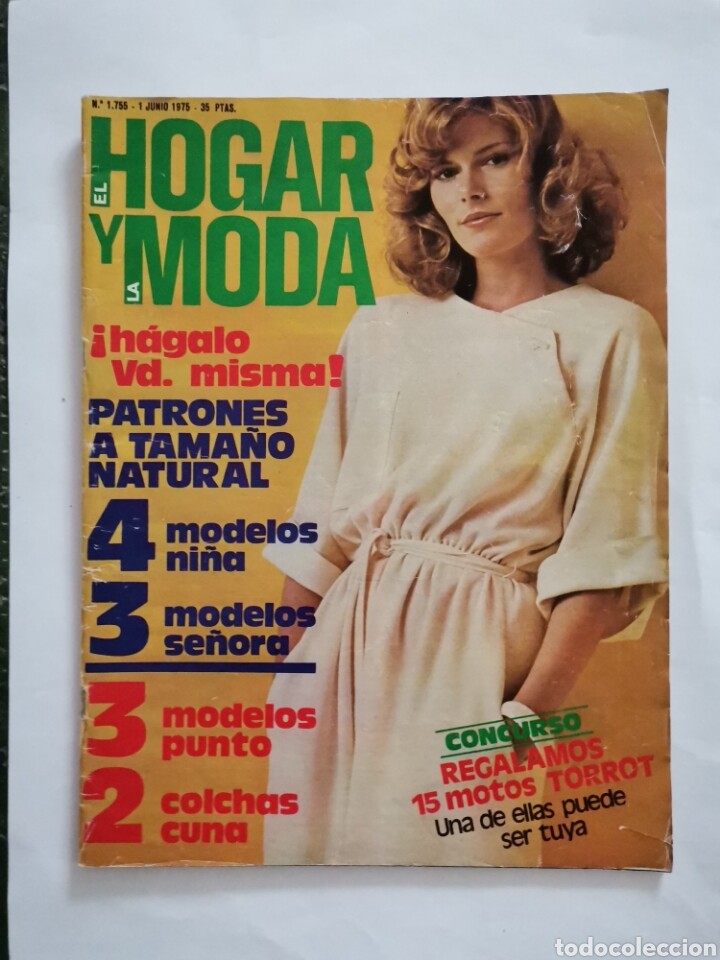 N.º 1.755 - 1 JUNIO 1975 - 35 PTAS.
EL HOGAR
Y LA MODA
¡hágalo
Vd. misma!
PATRONES
A TAMAÑO
NATURAL
4 modelos
niña
3 modelos
señora
3 modelos
punto
2 colchas
cuna
CONCURSO
REGALAMOS
15 motos TORROT
Una de ellas puede
ser tuya
todocoleccion